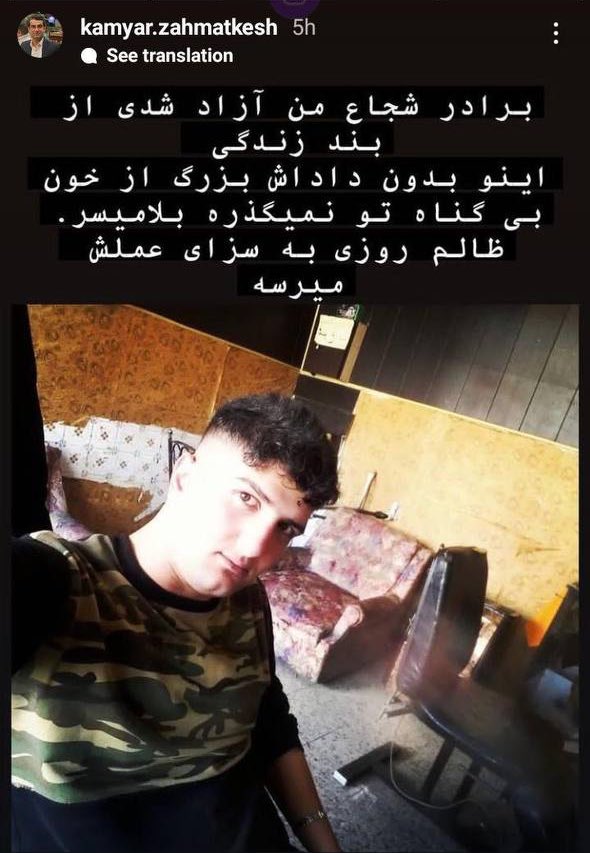 kamyar.zahmatkesh 5h
See translation
برادر شجاع من آزاد شدی از
بند زندگی
اینو بدون داداش بزرگ از خون
بی گناه تو نمیگذره بلامیسر.
ظالم روزی به سزای عملش
میرسه